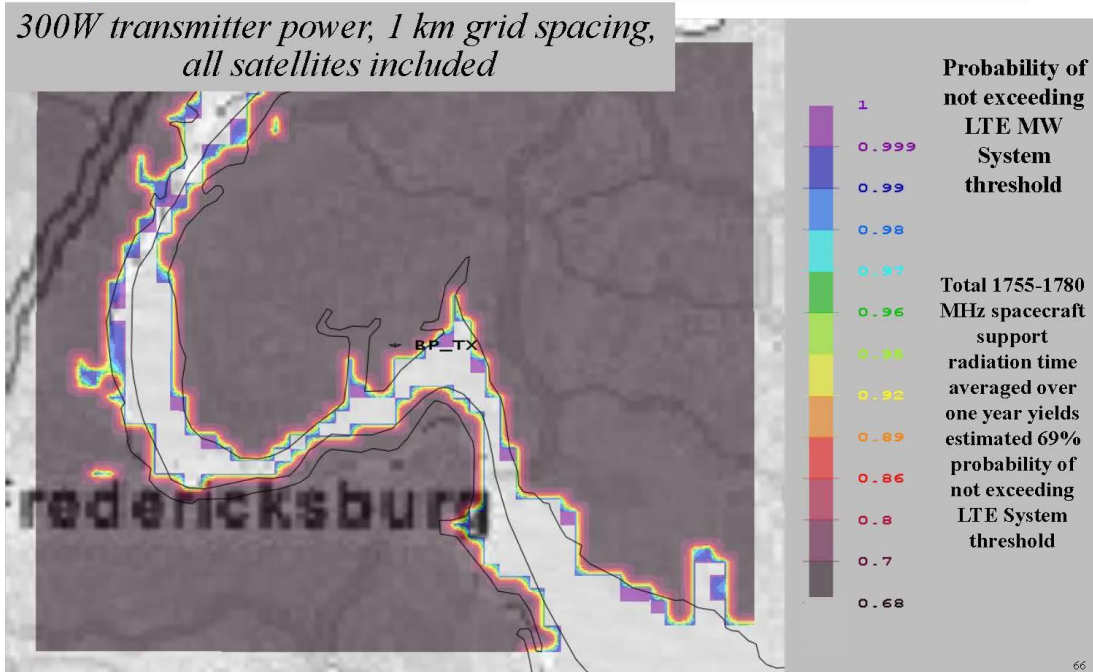 300W transmitter power, 1 km grid spacing,
all satellites included
Probability of
not exceeding
LTE MW
System
threshold
1
0.999
0.99
0.98
0.97
0.96
0.95
0.92
0.89
0.86
0.8
0.7
0.68
Total 1755-1780
MHz spacecraft
support
radiation time
averaged over
one year yields
estimated 69%
probability of
not exceeding
LTE System
threshold
BP_TX
Fredericksburg
66